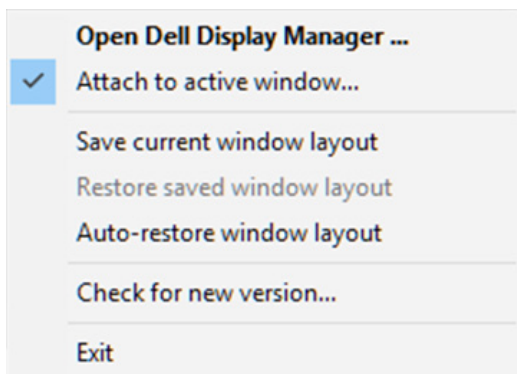 Open Dell Display Manager ...
Attach to active window...
Save current window layout
Restore saved window layout
Auto-restore window layout
Check for new version...
Exit